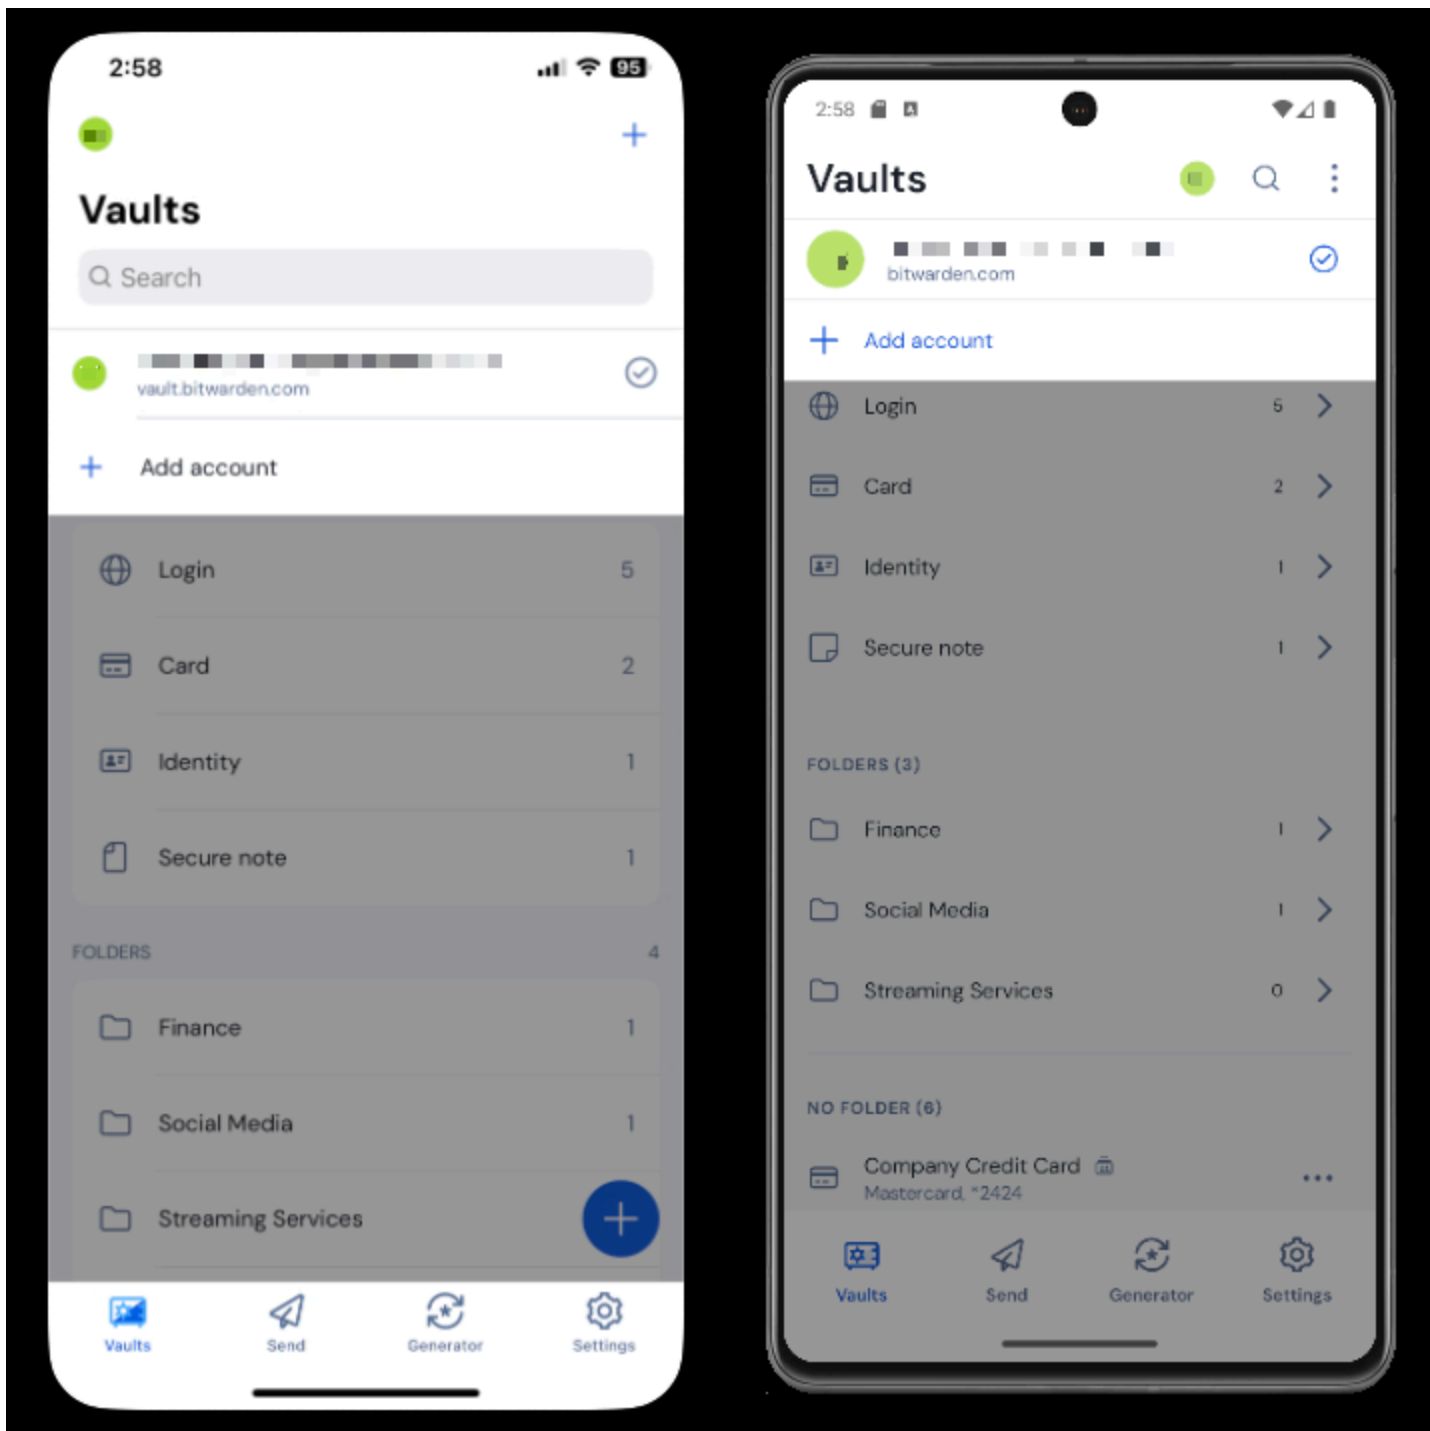 2:58
95
Vaults
Search
vault.bitwarden.com
Add account
Login 5
Card 2
Identity 1
Secure note 1
FOLDERS 4
Finance 1
Social Media 1
Streaming Services
Vaults Send Generator Settings
2:58
Vaults
bitwarden.com
Add account
Login 5
Card 2
Identity 1
Secure note 1
FOLDERS (3)
Finance 1
Social Media 1
Streaming Services 0
NO FOLDER (6)
Company Credit Card
Mastercard, *2424
Vaults Send Generator Settings